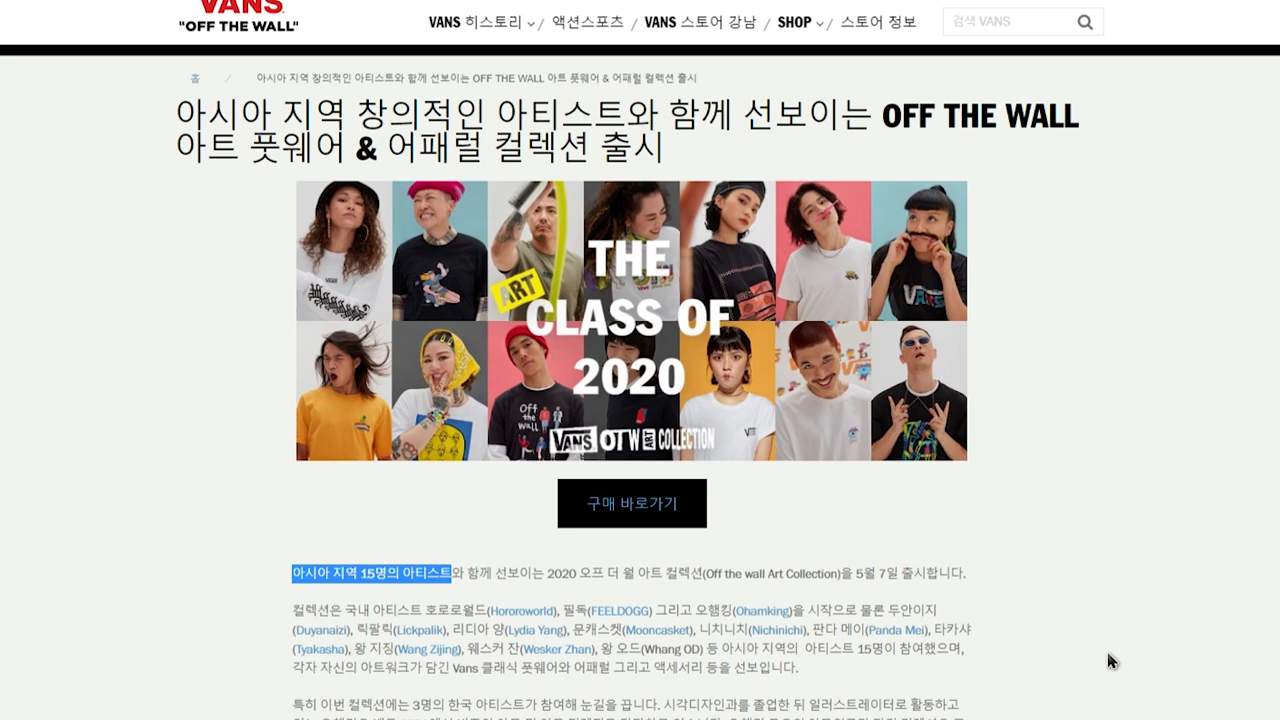 VANS
"OFF THE WALL"
VANS 히스토리 / 액션스포츠 / VANS 스토어 강남 / SHOP / 스토어 정보
검색 VANS
홈 / 아시아 지역 창의적인 아티스트와 함께 선보이는 OFF THE WALL 아트 풋웨어 & 어패럴 컬렉션 출시
아시아 지역 창의적인 아티스트와 함께 선보이는 OFF THE WALL
아트 풋웨어 & 어패럴 컬렉션 출시
THE
ART
CLASS OF
2020
Off
the
WALL
VANS OTW ART COLLECTION
구매 바로가기
아시아 지역 15명의 아티스트와 함께 선보이는 2020 오프 더 월 아트 컬렉션(Off the wall Art Collection)을 5월 7일 출시합니다.
컬렉션은 국내 아티스트 호로로월드(Hororoworld), 필독(FEELDOGG) 그리고 오햄킹(Ohamking)을 시작으로 물론 두안이지
(Duyanaizi), 릭팔릭(Lickpalik), 리디아 양(Lydia Yang), 문캐스켓(Mooncasket), 니치니치(Nichinichi), 판다 메이(Panda Mei), 타카샤
(Tyakasha), 왕 지징(Wang Zijing), 웨스커 잔(Wesker Zhan), 왕 오드(Whang OD) 등 아시아 지역의 아티스트 15명이 참여했으며,
각자 자신의 아트워크가 담긴 Vans 클래식 풋웨어와 어패럴 그리고 액세서리 등을 선보입니다.
특히 이번 컬렉션에는 3명의 한국 아티스트가 참여해 눈길을 끕니다. 시각디자인과를 졸업한 뒤 일러스트레이터로 활동하고